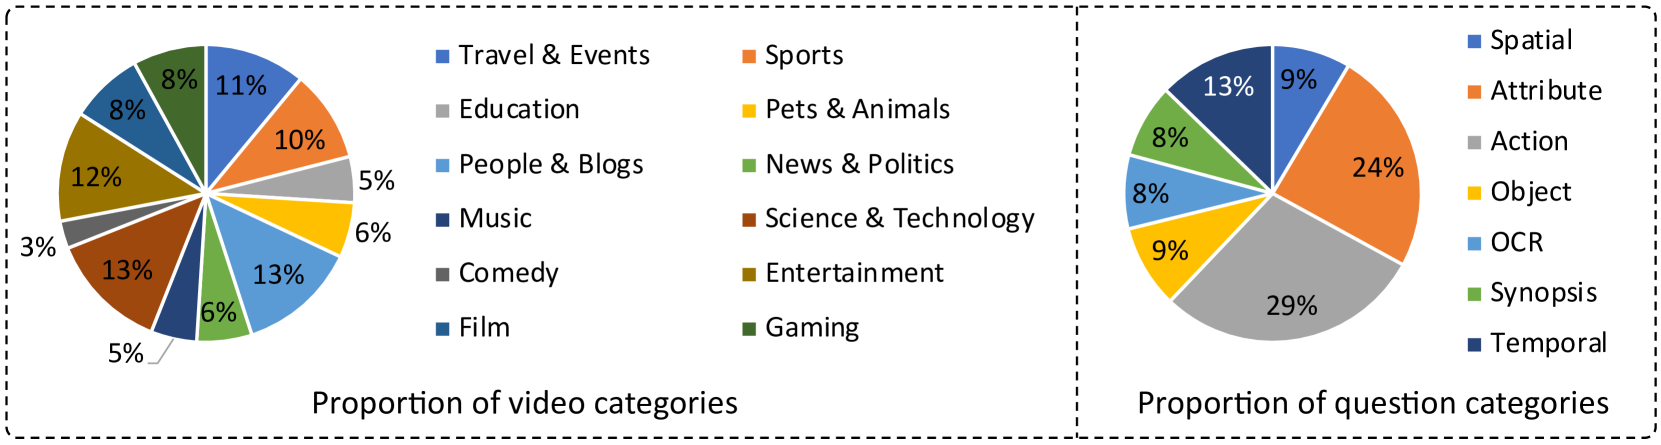 8%
11%
8%
10%
12%
5%
6%
3%
13%
13%
6%
5%
Travel & Events
Sports
Education
Pets & Animals
People & Blogs
News & Politics
Music
Science & Technology
Comedy
Entertainment
Film
Gaming
Proportion of video categories
13%
9%
8%
24%
8%
9%
29%
Spatial
Attribute
Action
Object
OCR
Synopsis
Temporal
Proportion of question categories